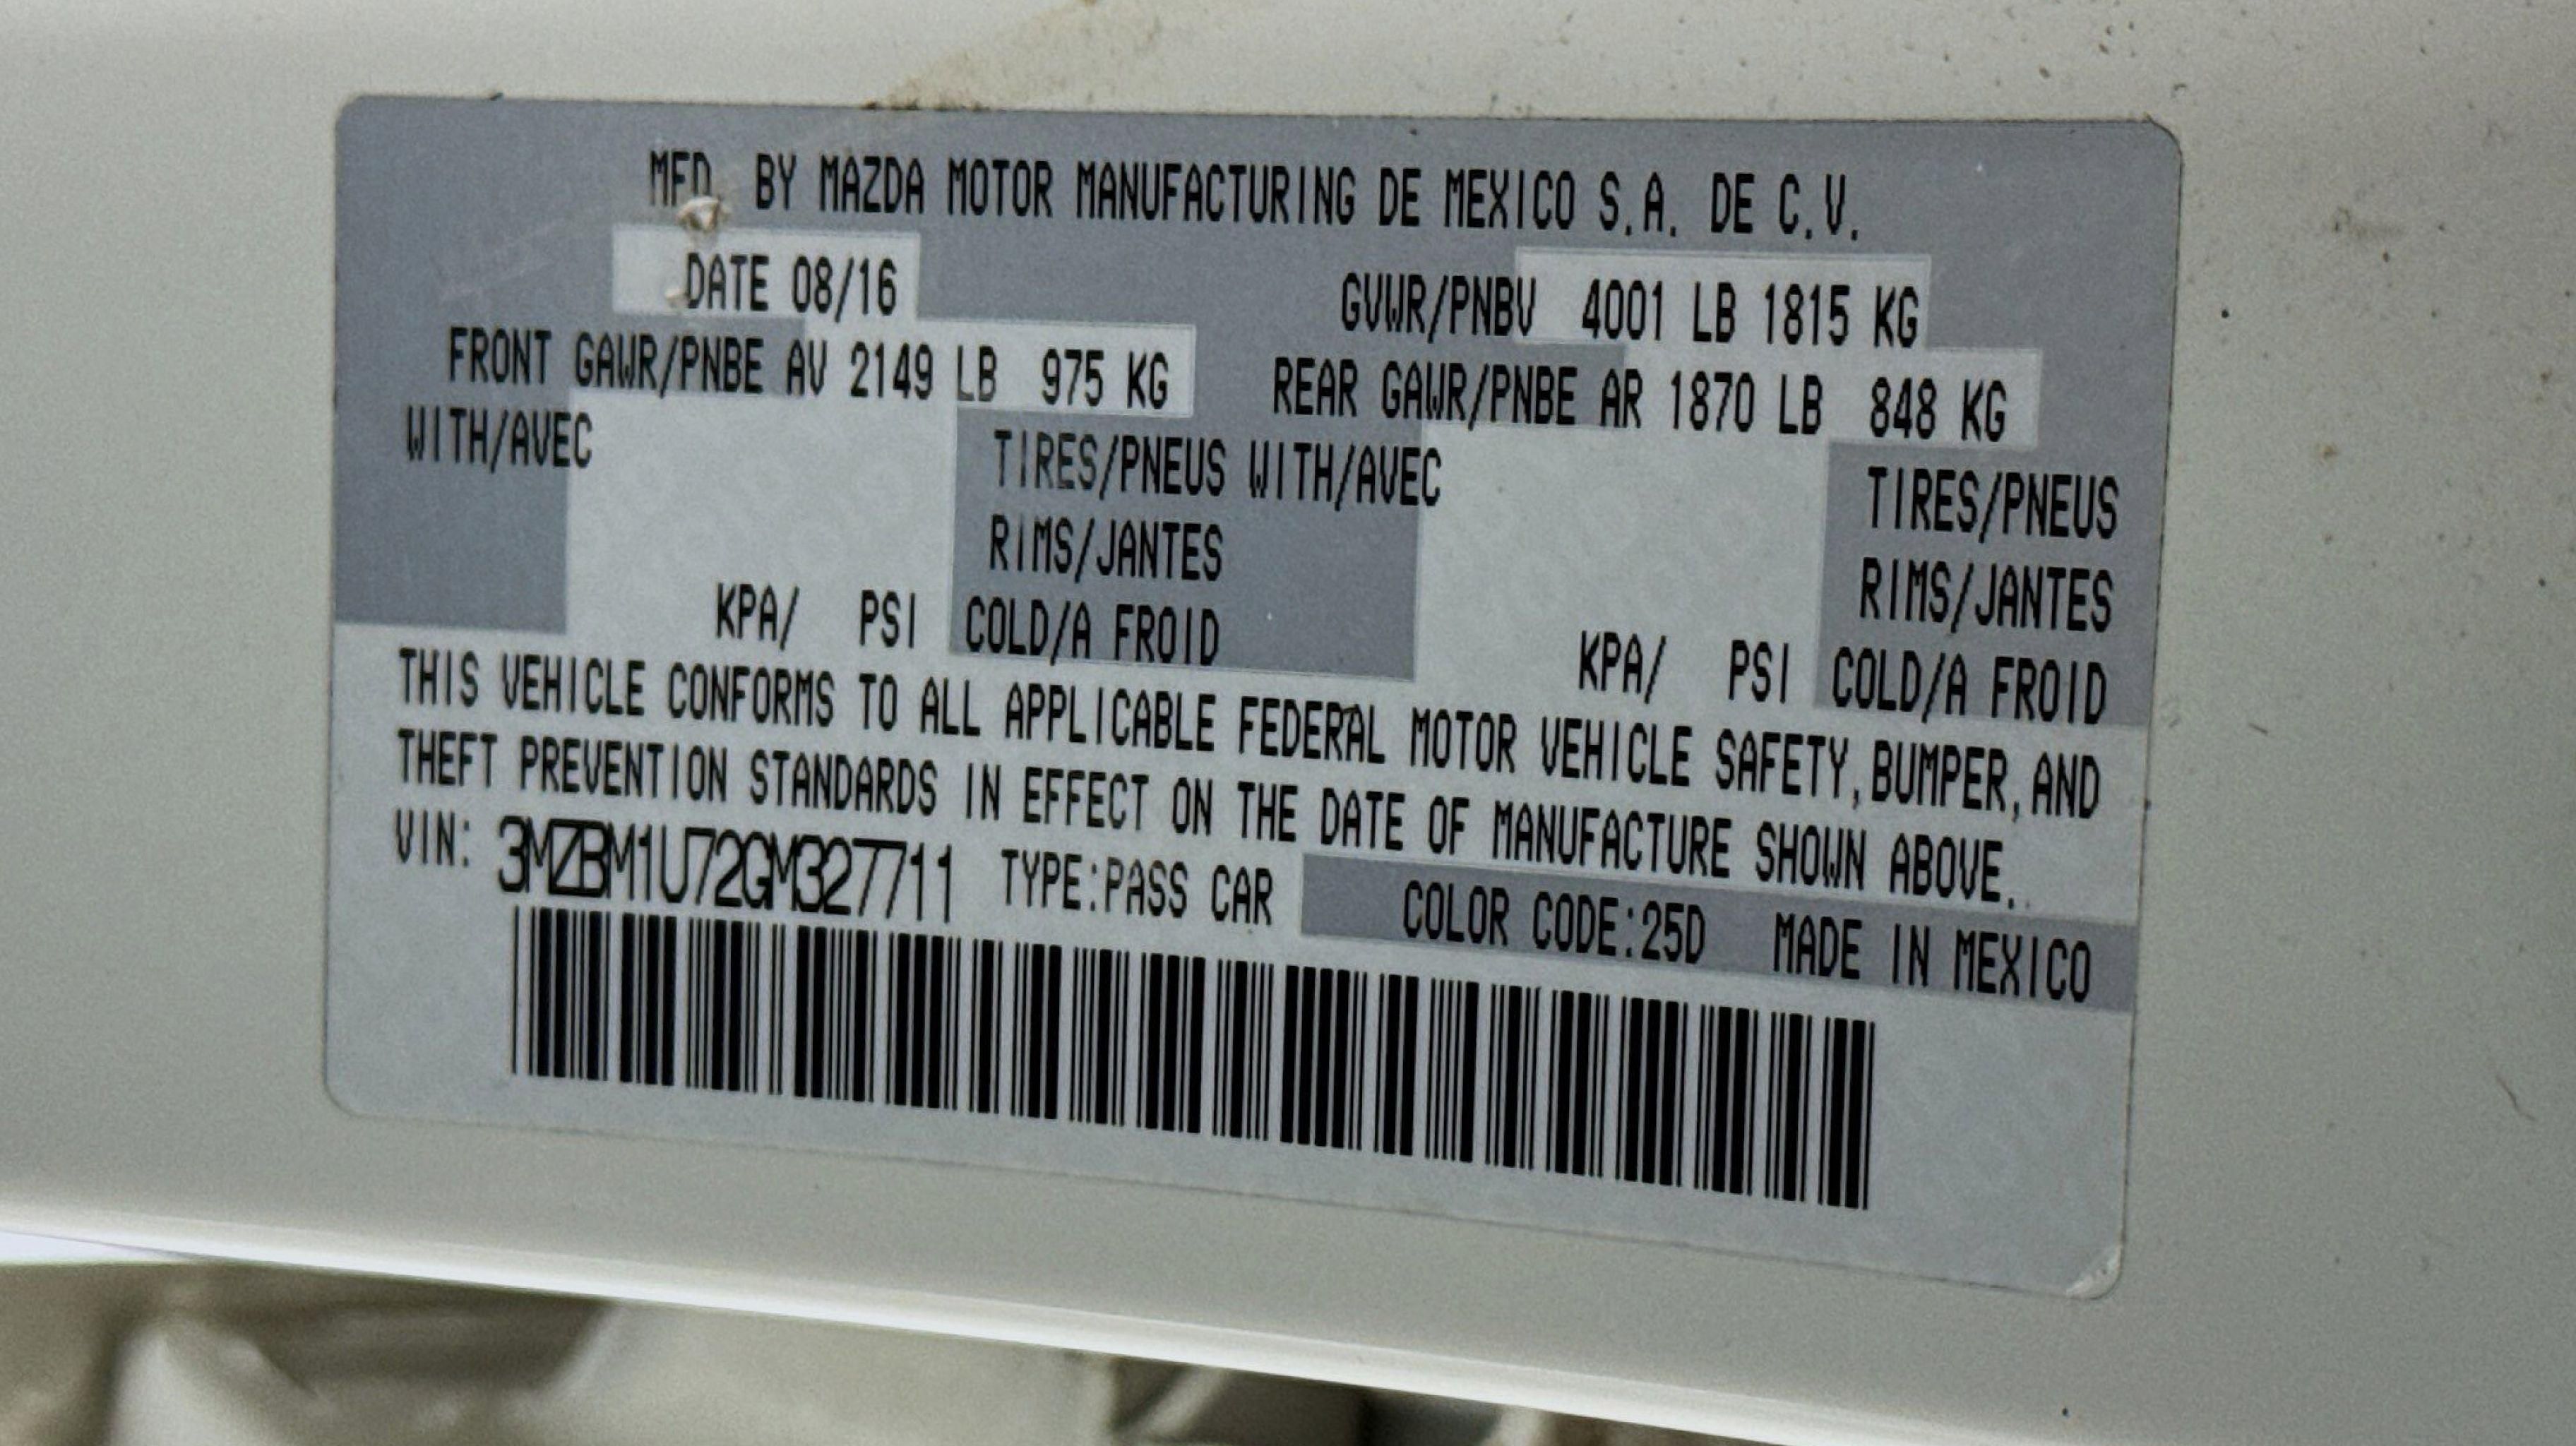 MFD. BY MAZDA MOTOR MANUFACTURING DE MEXICO S.A. DE C.V.
DATE 08/16 GVWR/PNBV 4001 LB 1815 KG
FRONT GAWR/PNBE AV 2149 LB 975 KG REAR GAWR/PNBE AR 1870 LB 848 KG
WITH/AVEC TIRES/PNEUS WITH/AVEC TIRES/PNEUS
RIMS/JANTES RIMS/JANTES
KPA/ PSI COLD/A FROID KPA/ PSI COLD/A FROID
THIS VEHICLE CONFORMS TO ALL APPLICABLE FEDERAL MOTOR VEHICLE SAFETY, BUMPER, AND
THEFT PREVENTION STANDARDS IN EFFECT ON THE DATE OF MANUFACTURE SHOWN ABOVE.
VIN: 3MZBM1U72GM327711 TYPE:PASS CAR COLOR CODE:25D MADE IN MEXICO